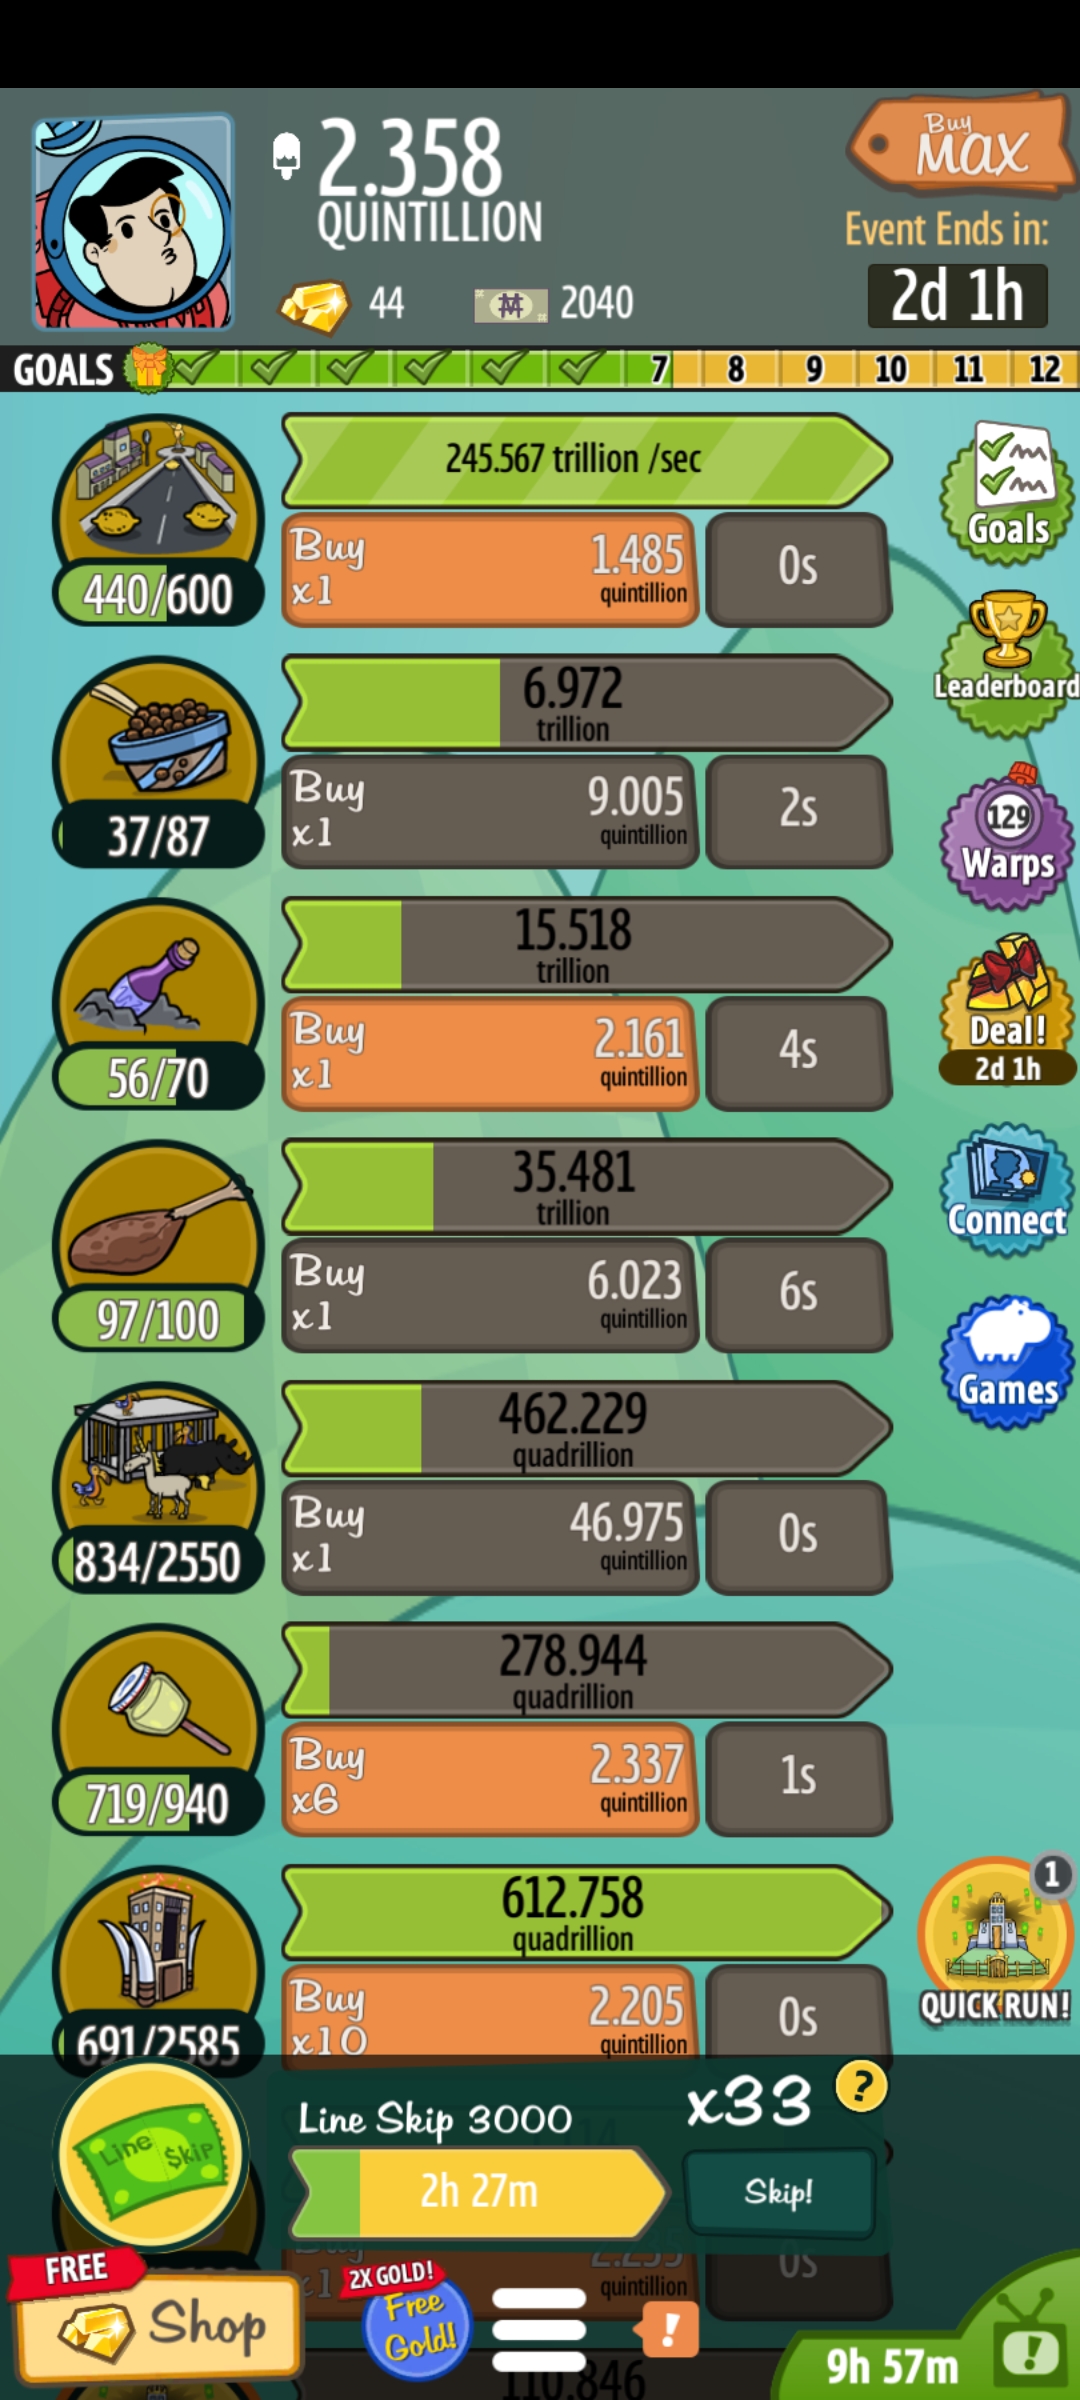 2.358
QUINTILLION
Buy
MAX
Event Ends in:
2d 1h
44
2040
GOALS
7 8 9 10 11 12
245.567 trillion /sec
Buy
x1
1.485
quintillion
0s
440/600
Goals
6.972
trillion
Buy
x1
9.005
quintillion
2s
37/87
Leaderboard
129
Warps
15.518
trillion
Buy
x1
2.161
quintillion
4s
56/70
Deal!
2d 1h
35.481
trillion
Buy
x1
6.023
quintillion
6s
97/100
Connect
Games
462.229
quadrillion
Buy
x1
46.975
quintillion
0s
834/2550
278.944
quadrillion
Buy
x6
2.337
quintillion
1s
719/940
612.758
quadrillion
Buy
x10
2.205
quintillion
0s
691/2585
1
QUICK RUN!
Line Skip 3000
x33
?
Line $kip
2h 27m
Skip!
Buy
x1
quintillion
0s
FREE
Shop
2X GOLD!
Free
Gold!
!
110.846
9h 57m
!